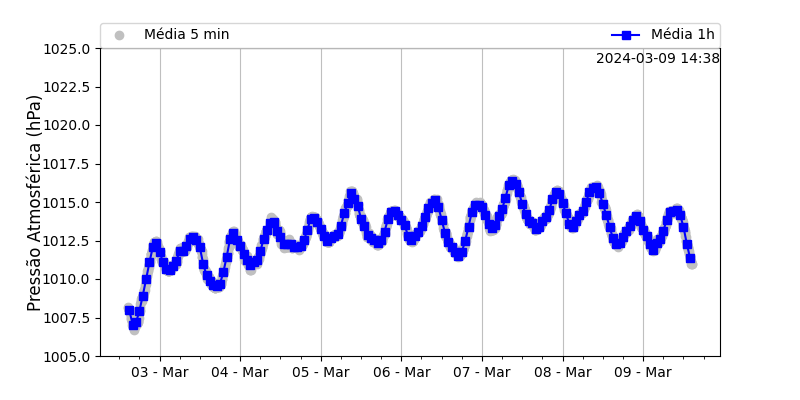 Média 5 min
Média 1h
2024-03-09 14:38
Pressão Atmosférica (hPa)
1025.0
1022.5
1020.0
1017.5
1015.0
1012.5
1010.0
1007.5
1005.0
03 - Mar
04 - Mar
05 - Mar
06 - Mar
07 - Mar
08 - Mar
09 - Mar